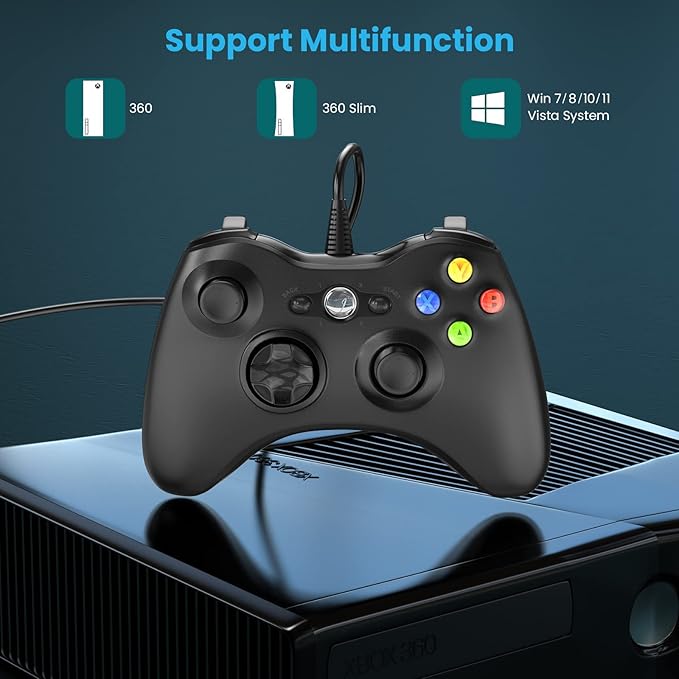 Support Multifunction
360
360 Slim
Win 7/8/10/11
Vista System
BACK
START
Y
X
B
A
XBOX 360